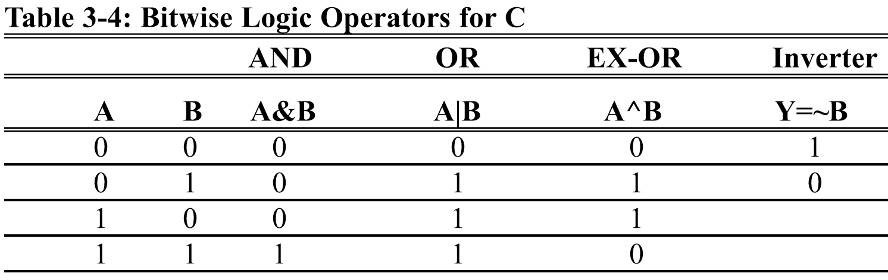 Table 3-4: Bitwise Logic Operators for C
AND OR EX-OR Inverter
A B A&B A|B A^B Y=~B
0 0 0 0 0 1
0 1 0 1 1 0
1 0 0 1 1
1 1 1 1 0